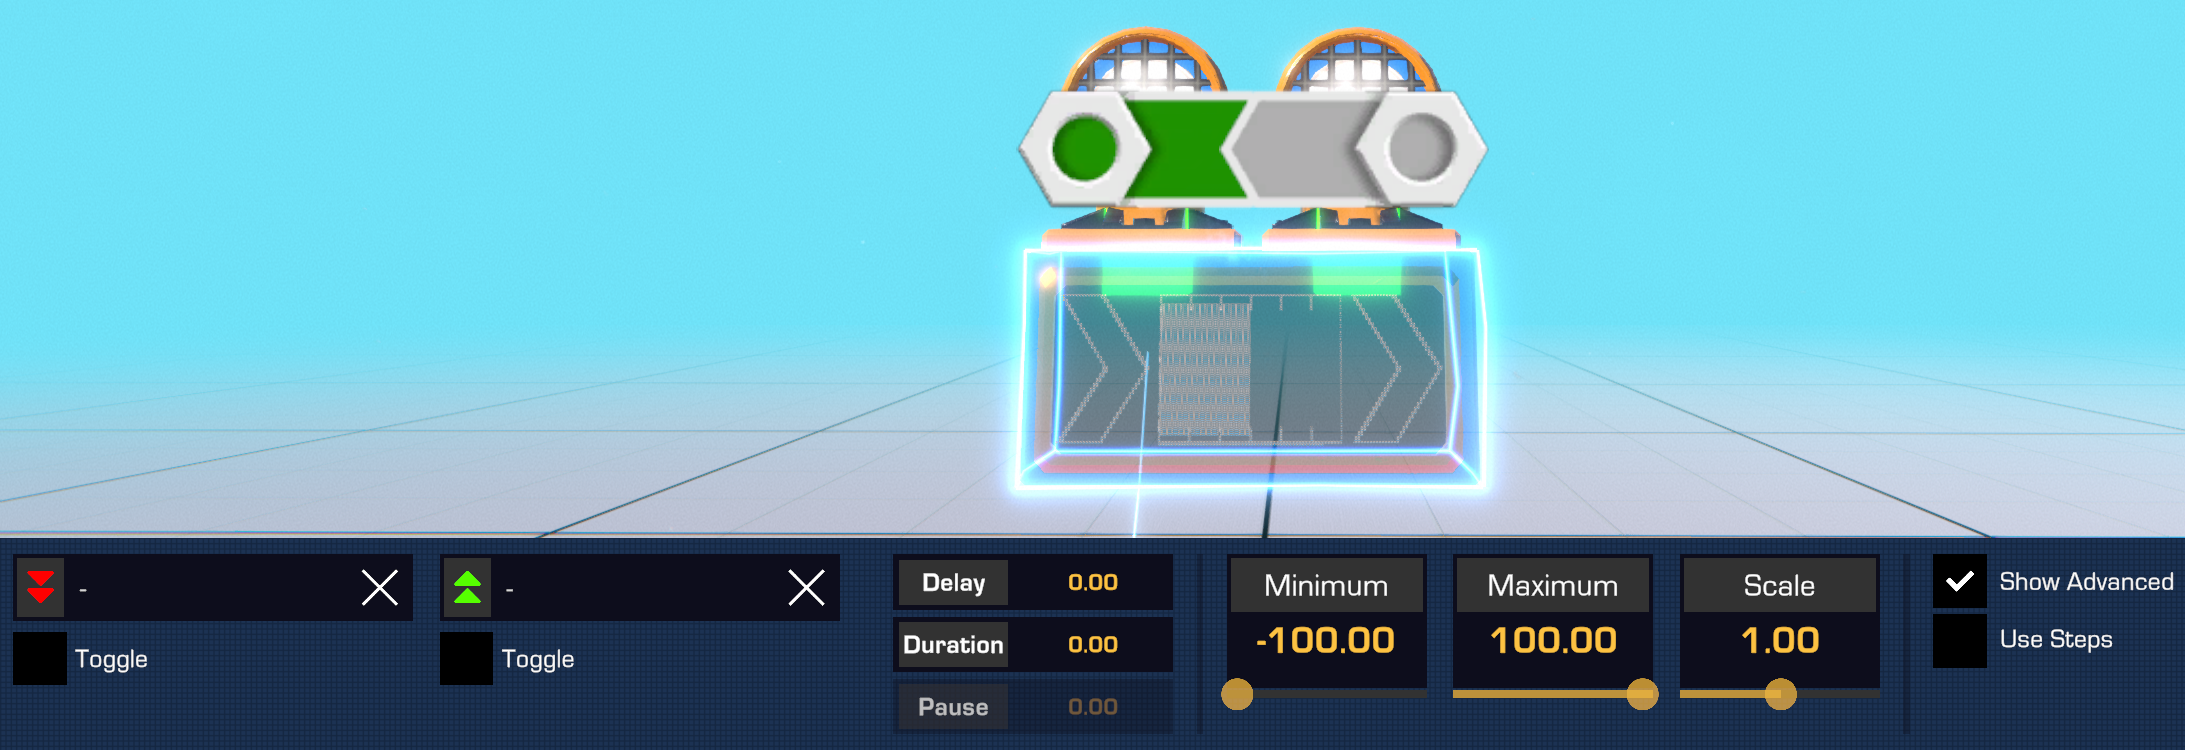 -
Toggle
-
Toggle
Delay 0.00
Duration 0.00
Pause 0.00
Minimum
-100.00
Maximum
100.00
Scale
1.00
Show Advanced
Use Steps